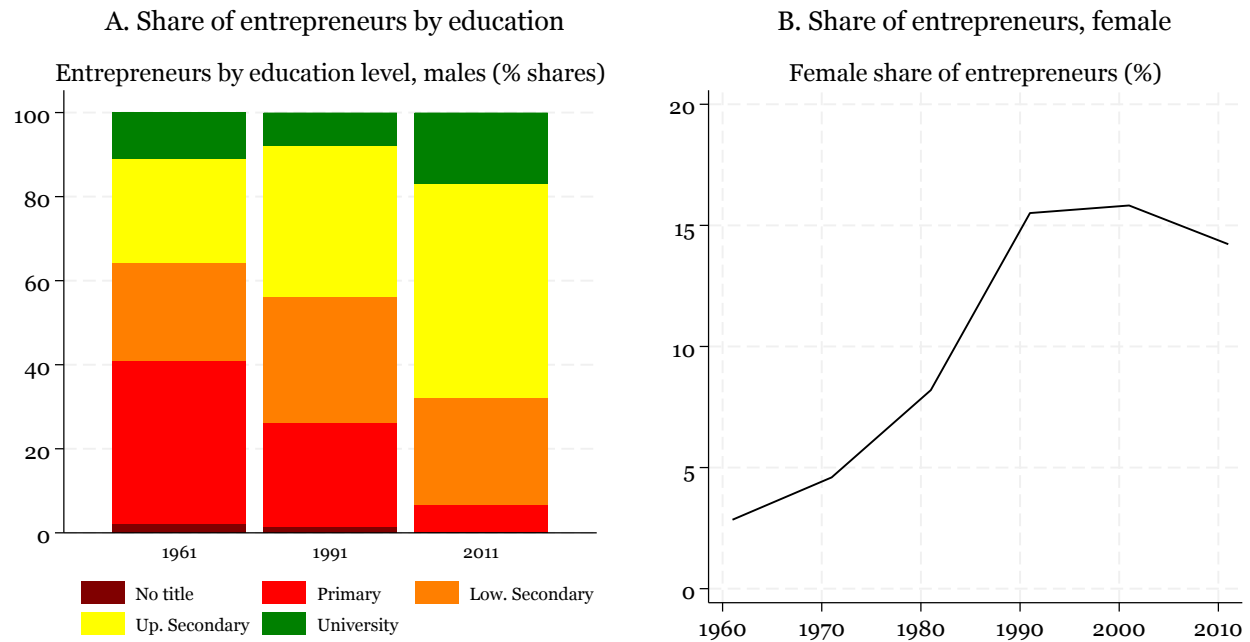 A. Share of entrepreneurs by education
Entrepreneurs by education level, males (% shares)
100
80
60
40
20
0
1961 1991 2011
No title Primary Low. Secondary
Up. Secondary University
B. Share of entrepreneurs, female
Female share of entrepreneurs (%)
20
15
10
5
0
1960 1970 1980 1990 2000 2010